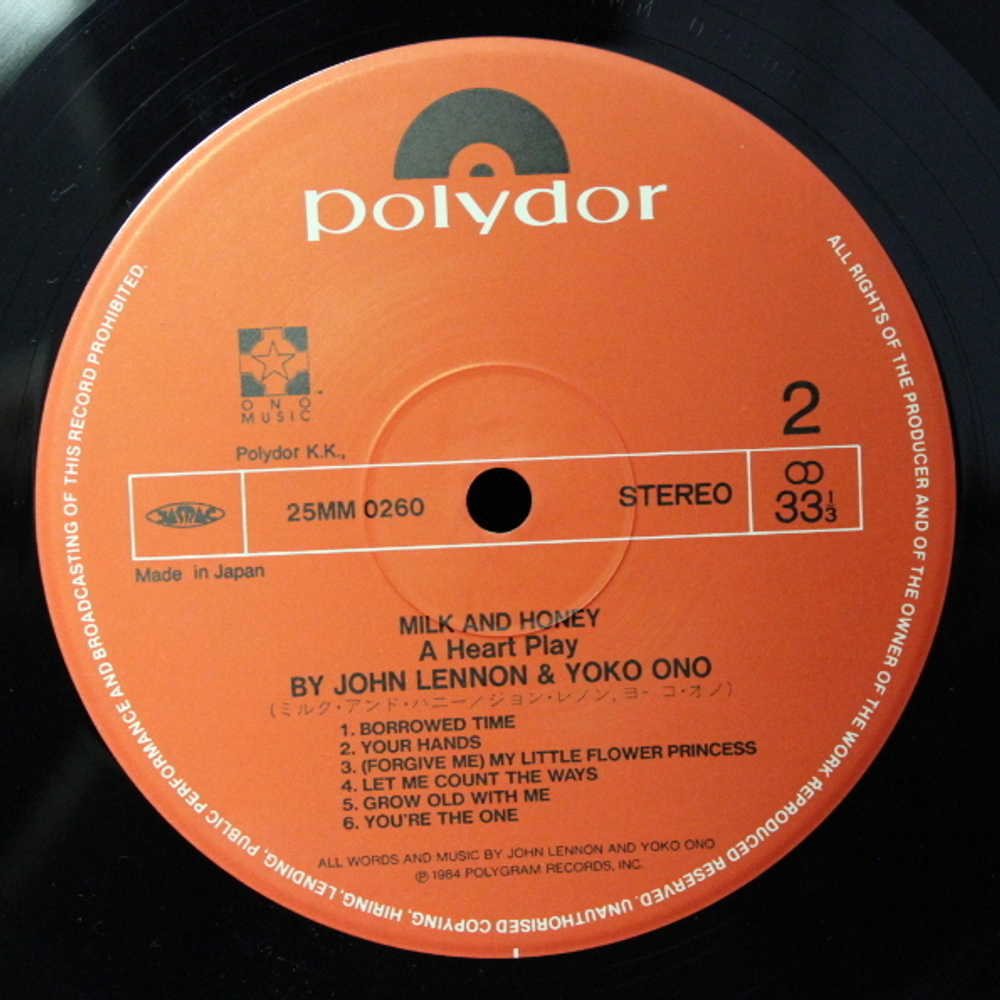 polydor
ONO
MUSIC
Polydor K.K.,
2
JASRAC
25MM 0260
STEREO
33 1/3
Made in Japan
MILK AND HONEY
A Heart Play
BY JOHN LENNON & YOKO ONO
(ミルク・アンド・ハニー/ジョン・レノン,ヨーコ・オノ)
1. BORROWED TIME
2. YOUR HANDS
3. (FORGIVE ME) MY LITTLE FLOWER PRINCESS
4. LET ME COUNT THE WAYS
5. GROW OLD WITH ME
6. YOU'RE THE ONE
ALL WORDS AND MUSIC BY JOHN LENNON AND YOKO ONO
℗ 1984 POLYGRAM RECORDS, INC.
ALL RIGHTS OF THE PRODUCER AND OF THE OWNER OF THE WORK REPRODUCED RESERVED. UNAUTHORISED COPYING, HIRING, LENDING, PUBLIC PERFORMANCE AND BROADCASTING OF THIS RECORD PROHIBITED.